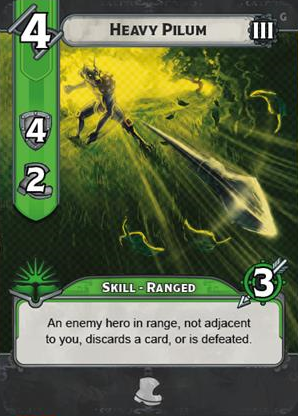 4
HEAVY PILUM
III
G
4
2
SKILL - RANGED
3
An enemy hero in range, not adjacent
to you, discards a card, or is defeated.